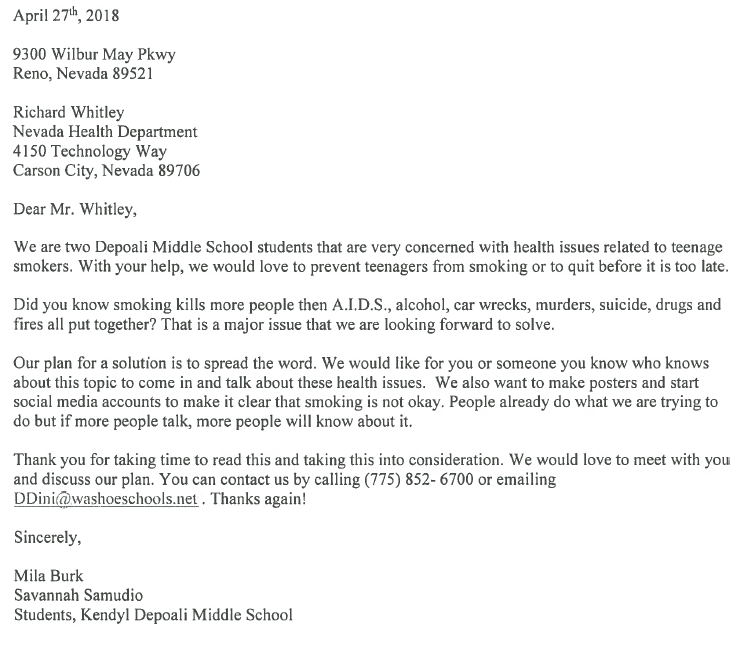 April 27th, 2018
9300 Wilbur May Pkwy
Reno, Nevada 89521
Richard Whitley
Nevada Health Department
4150 Technology Way
Carson City, Nevada 89706
Dear Mr. Whitley,
We are two Depoali Middle School students that are very concerned with health issues related to teenage
smokers. With your help, we would love to prevent teenagers from smoking or to quit before it is too late.
Did you know smoking kills more people then A.I.D.S., alcohol, car wrecks, murders, suicide, drugs and
fires all put together? That is a major issue that we are looking forward to solve.
Our plan for a solution is to spread the word. We would like for you or someone you know who knows
about this topic to come in and talk about these health issues.  We also want to make posters and start
social media accounts to make it clear that smoking is not okay. People already do what we are trying to
do but if more people talk, more people will know about it.
Thank you for taking time to read this and taking this into consideration. We would love to meet with you
and discuss our plan. You can contact us by calling (775) 852- 6700 or emailing
DDini@washoeschools.net . Thanks again!
Sincerely,
Mila Burk
Savannah Samudio
Students, Kendyl Depoali Middle School